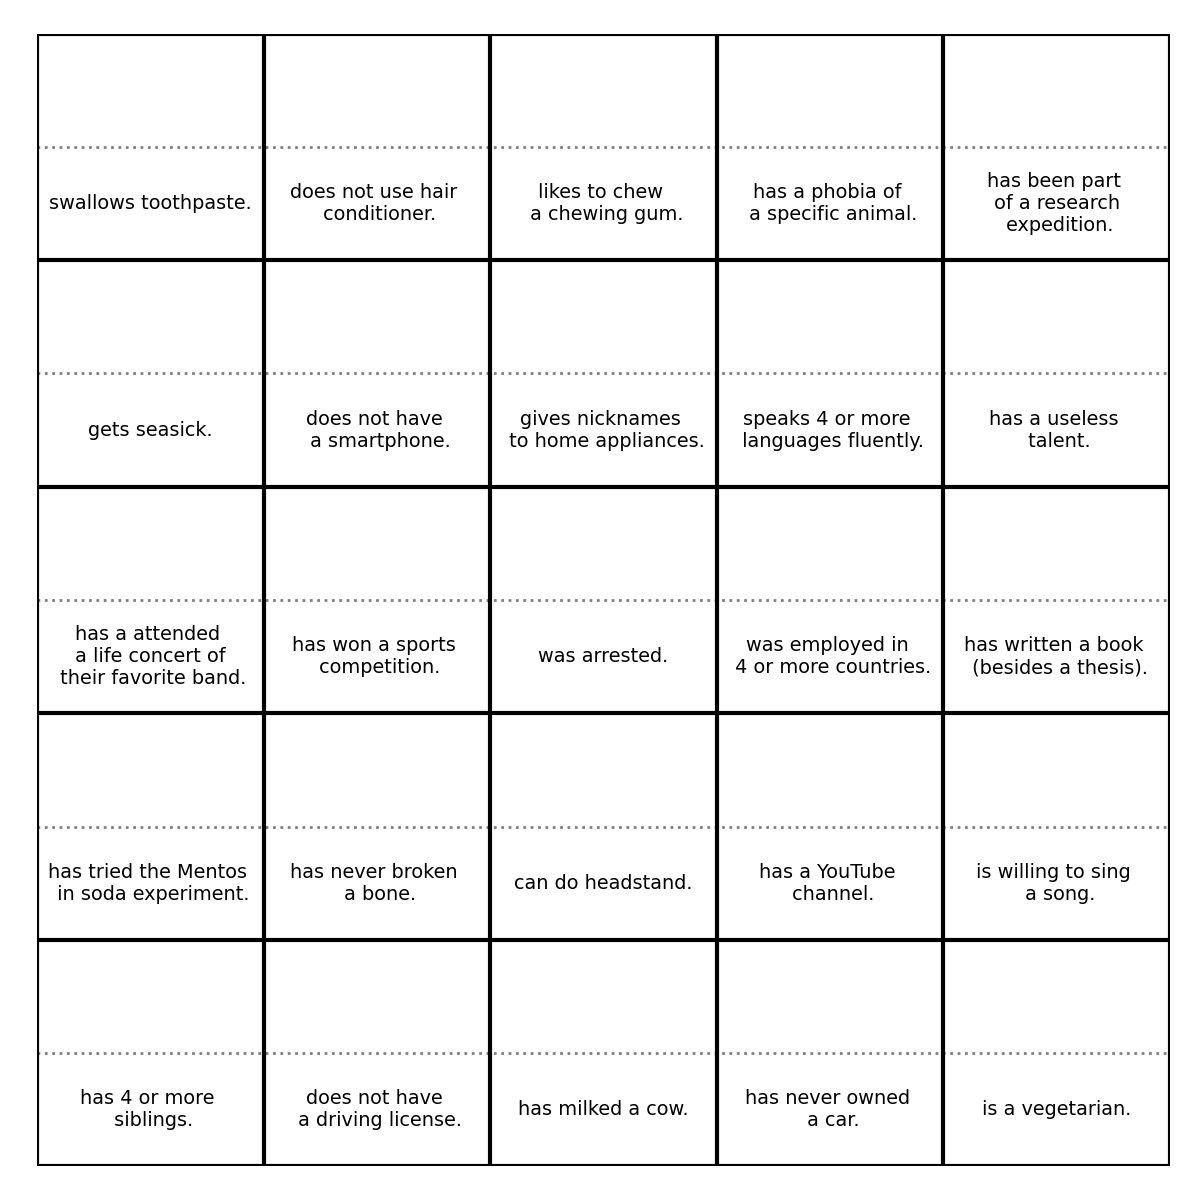 swallows toothpaste.
does not use hair
conditioner.
likes to chew
a chewing gum.
has a phobia of
a specific animal.
has been part
of a research
expedition.
gets seasick.
does not have
a smartphone.
gives nicknames
to home appliances.
speaks 4 or more
languages fluently.
has a useless
talent.
has a attended
a life concert of
their favorite band.
has won a sports
competition.
was arrested.
was employed in
4 or more countries.
has written a book
(besides a thesis).
has tried the Mentos
in soda experiment.
has never broken
a bone.
can do headstand.
has a YouTube
channel.
is willing to sing
a song.
has 4 or more
siblings.
does not have
a driving license.
has milked a cow.
has never owned
a car.
is a vegetarian.